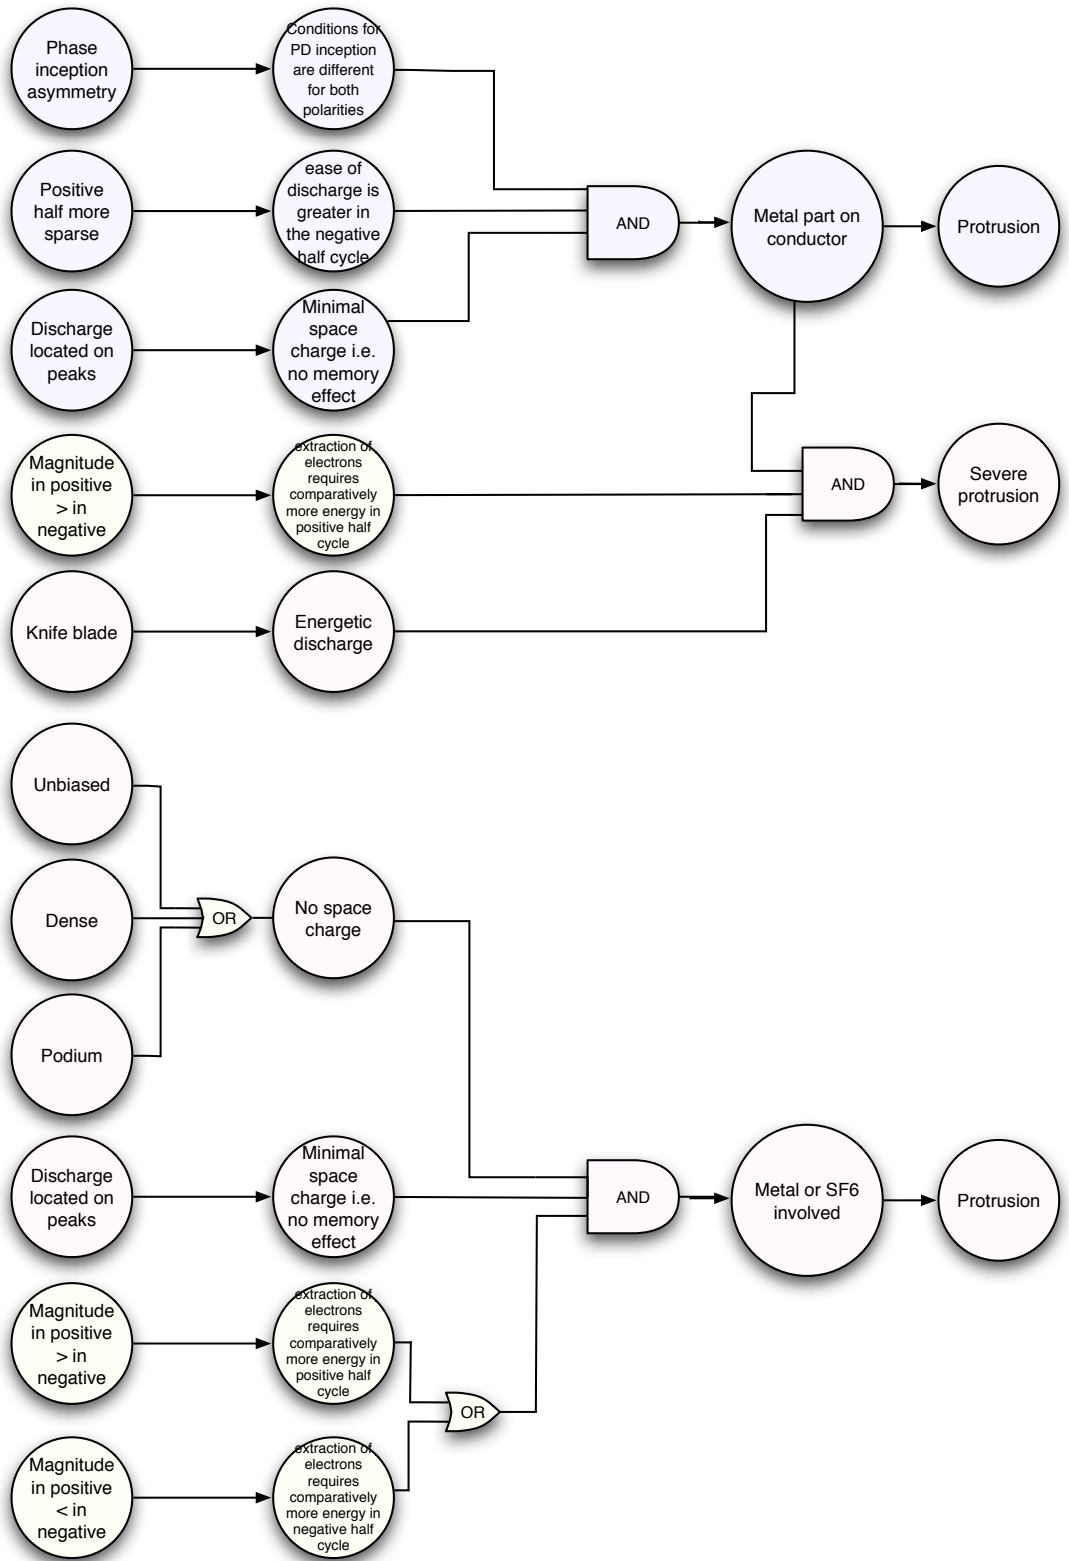 Phase
inception
asymmetry
Conditions for
PD inception
are different
for both
polarities
Positive
half more
sparse
ease of
discharge is
greater in
the negative
half cycle
AND
Metal part on
conductor
Protrusion
Discharge
located on
peaks
Minimal
space
charge i.e.
no memory
effect
Magnitude
in positive
> in
negative
extraction of
electrons
requires
comparatively
more energy in
positive half
cycle
AND
Severe
protrusion
Knife blade
Energetic
discharge
Unbiased
Dense
OR
No space
charge
Podium
Discharge
located on
peaks
Minimal
space
charge i.e.
no memory
effect
AND
Metal or SF6
involved
Protrusion
Magnitude
in positive
> in
negative
extraction of
electrons
requires
comparatively
more energy in
positive half
cycle
OR
Magnitude
in positive
< in
negative
extraction of
electrons
requires
comparatively
more energy in
negative half
cycle